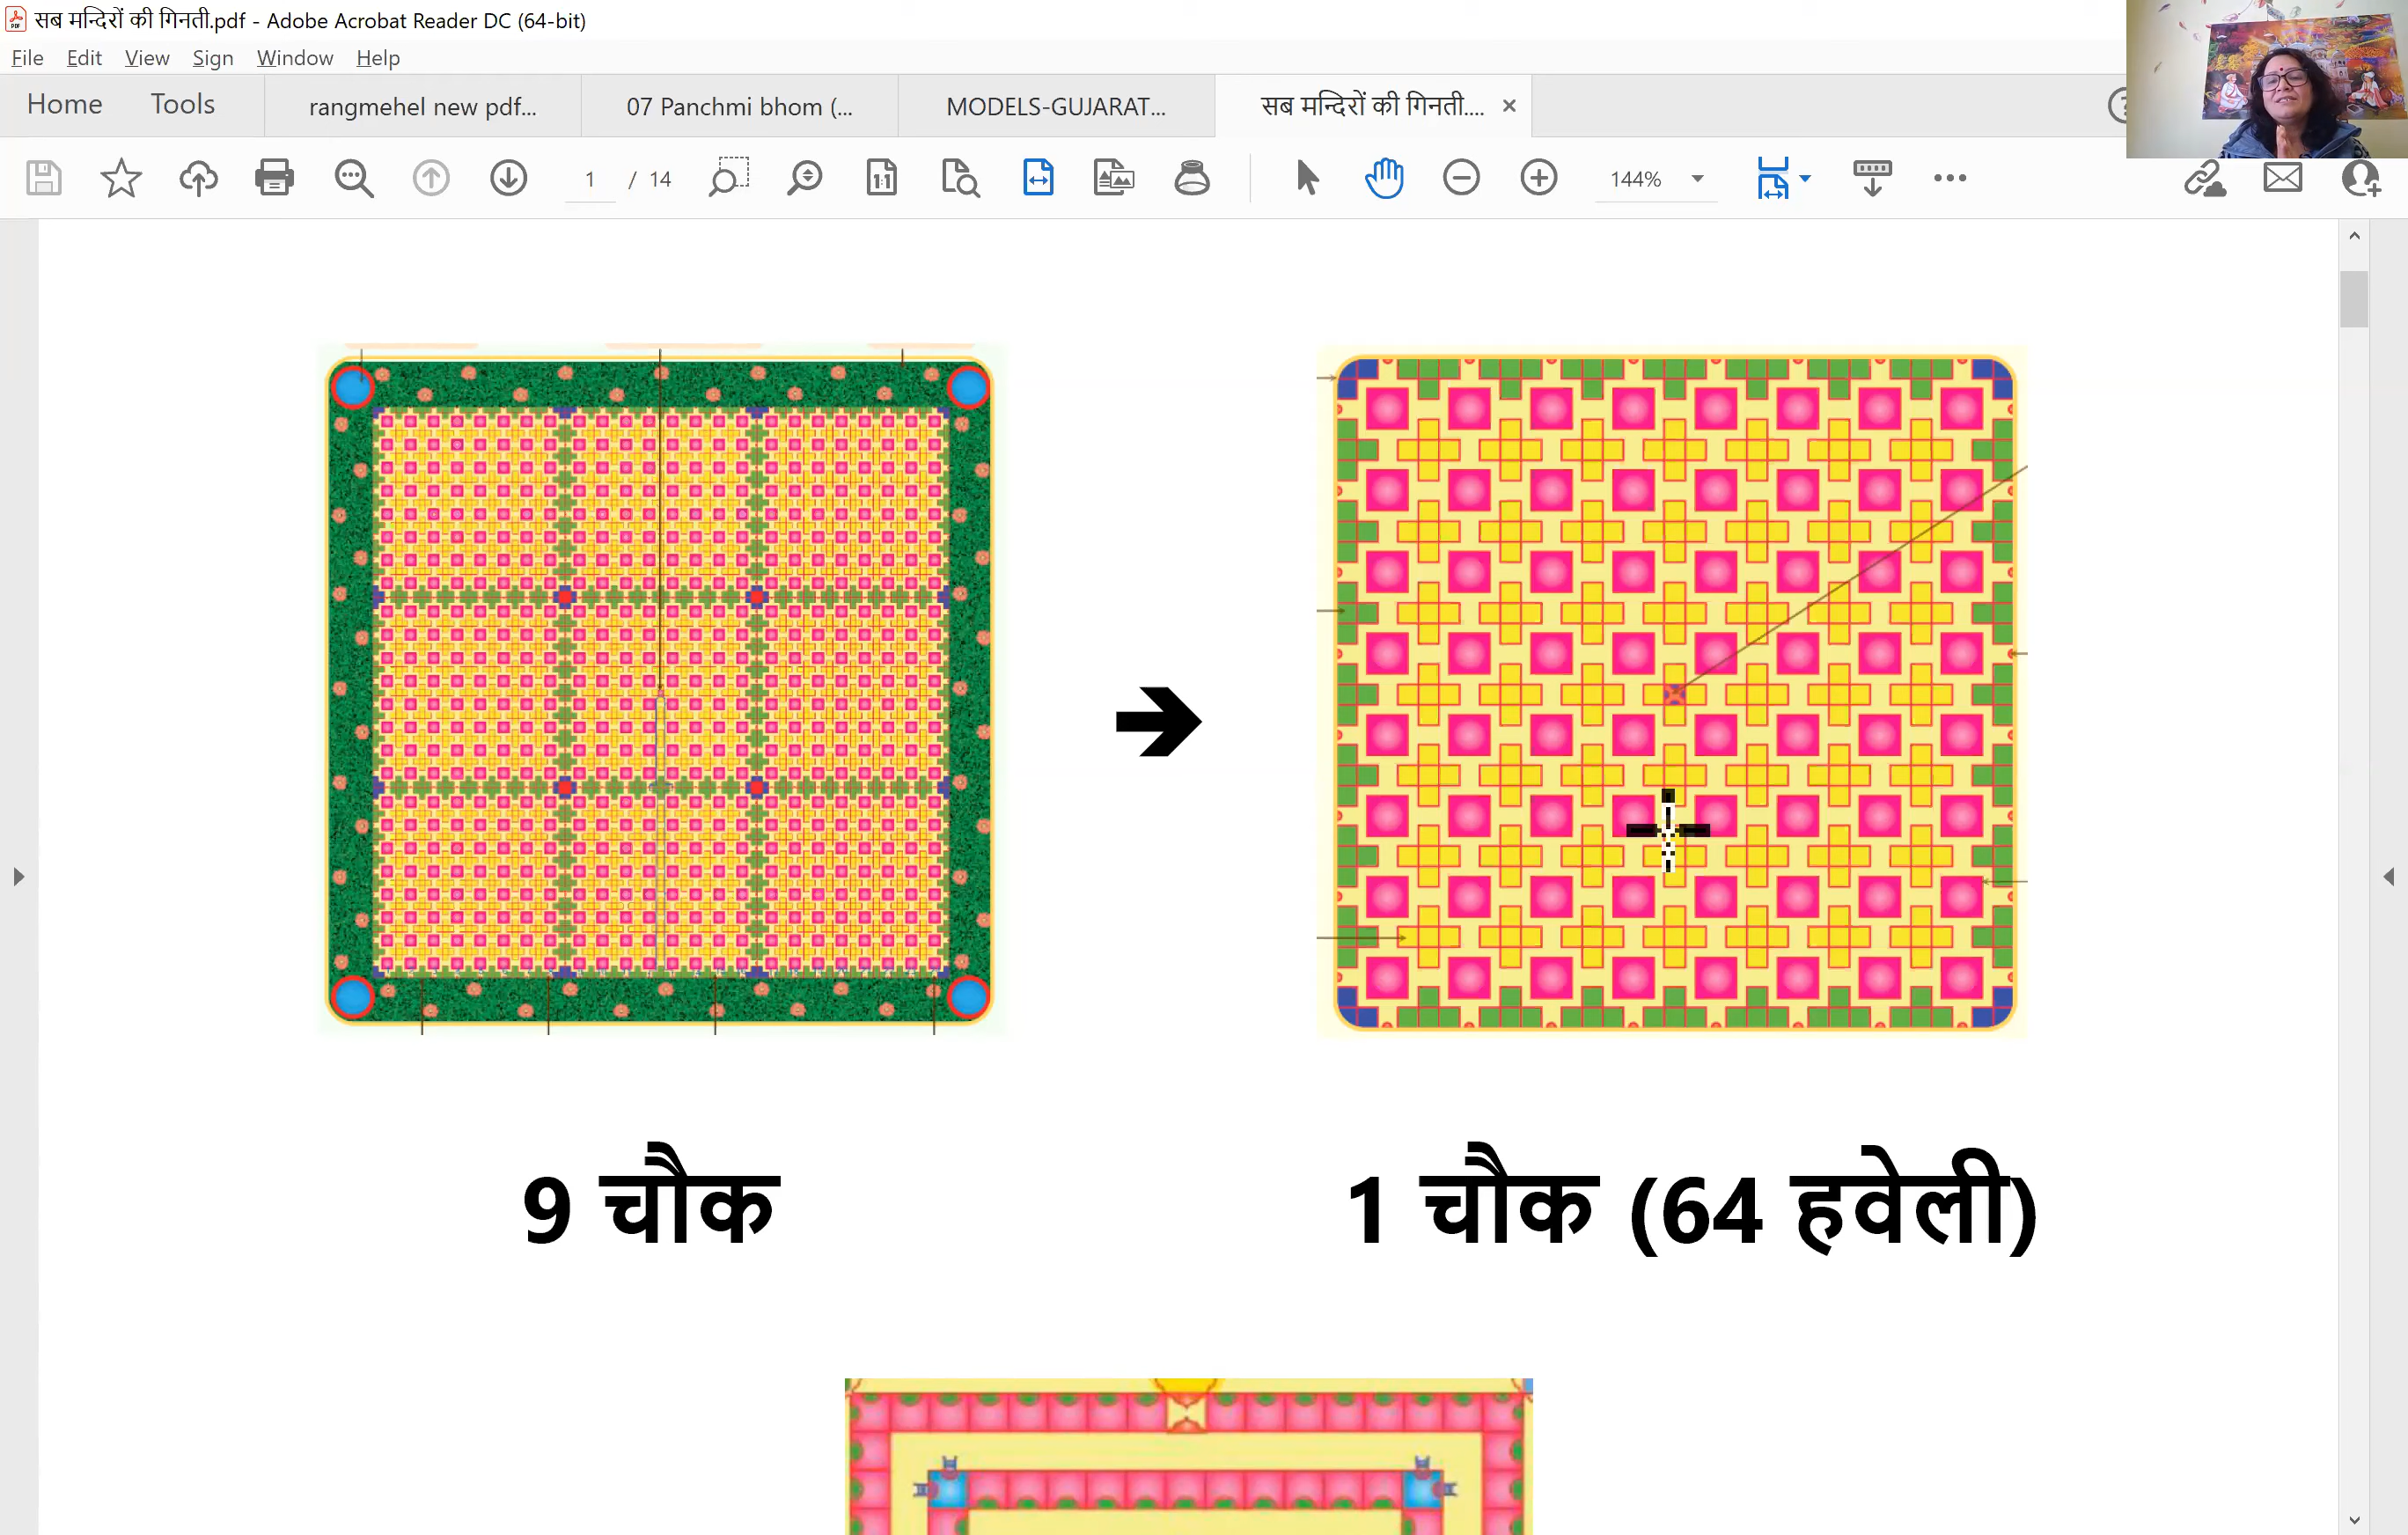 सब मन्दिरों की गिनती.pdf - Adobe Acrobat Reader DC (64-bit)
File Edit View Sign Window Help
Home Tools rangmehel new pdf... 07 Panchmi bhom (... MODELS-GUJARAT... सब मन्दिरों की गिनती....
1 / 14 144%
9 चौक
1 चौक (64 हवेली)